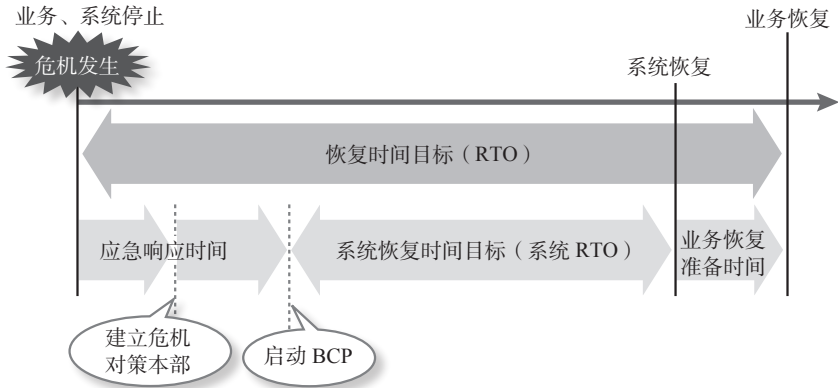 业务、系统停止
危机发生
业务恢复
系统恢复
恢复时间目标（RTO）
应急响应时间
系统恢复时间目标（系统 RTO）
业务恢复
准备时间
建立危机
对策本部
启动 BCP